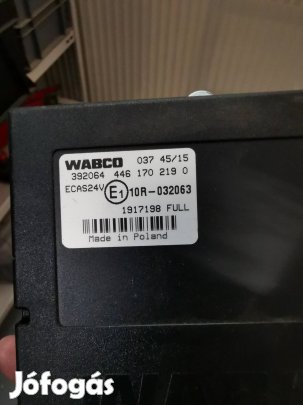 WABCO 037 45/15
392064 446 170 219 0
ECAS24V E1 10R-032063
1917198 FULL
Made in Poland
Jófogás